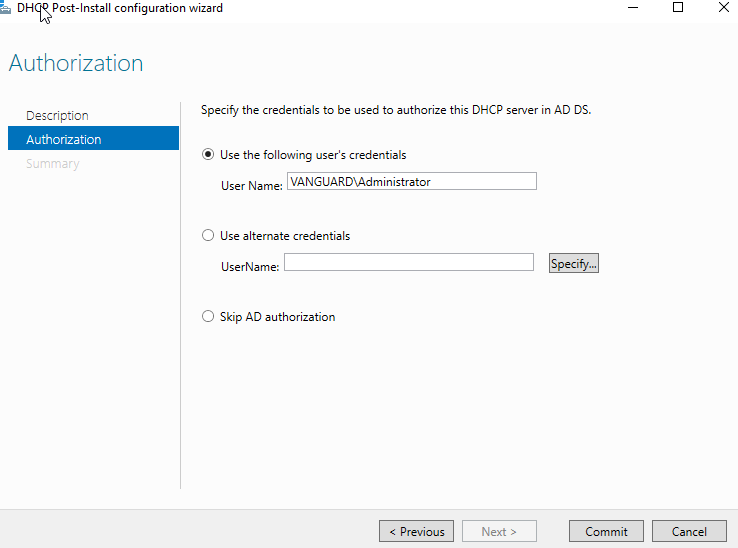 DHCP Post-Install configuration wizard
Authorization
Description
Authorization
Summary
Specify the credentials to be used to authorize this DHCP server in AD DS.
Use the following user's credentials
User Name: VANGUARD\Administrator
Use alternate credentials
UserName:
Specify...
Skip AD authorization
< Previous
Next >
Commit
Cancel